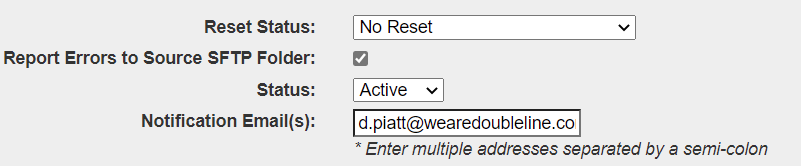 Reset Status: No Reset
Report Errors to Source SFTP Folder:
Status: Active
Notification Email(s): d.piatt@wearedoubleline.co
* Enter multiple addresses separated by a semi-colon